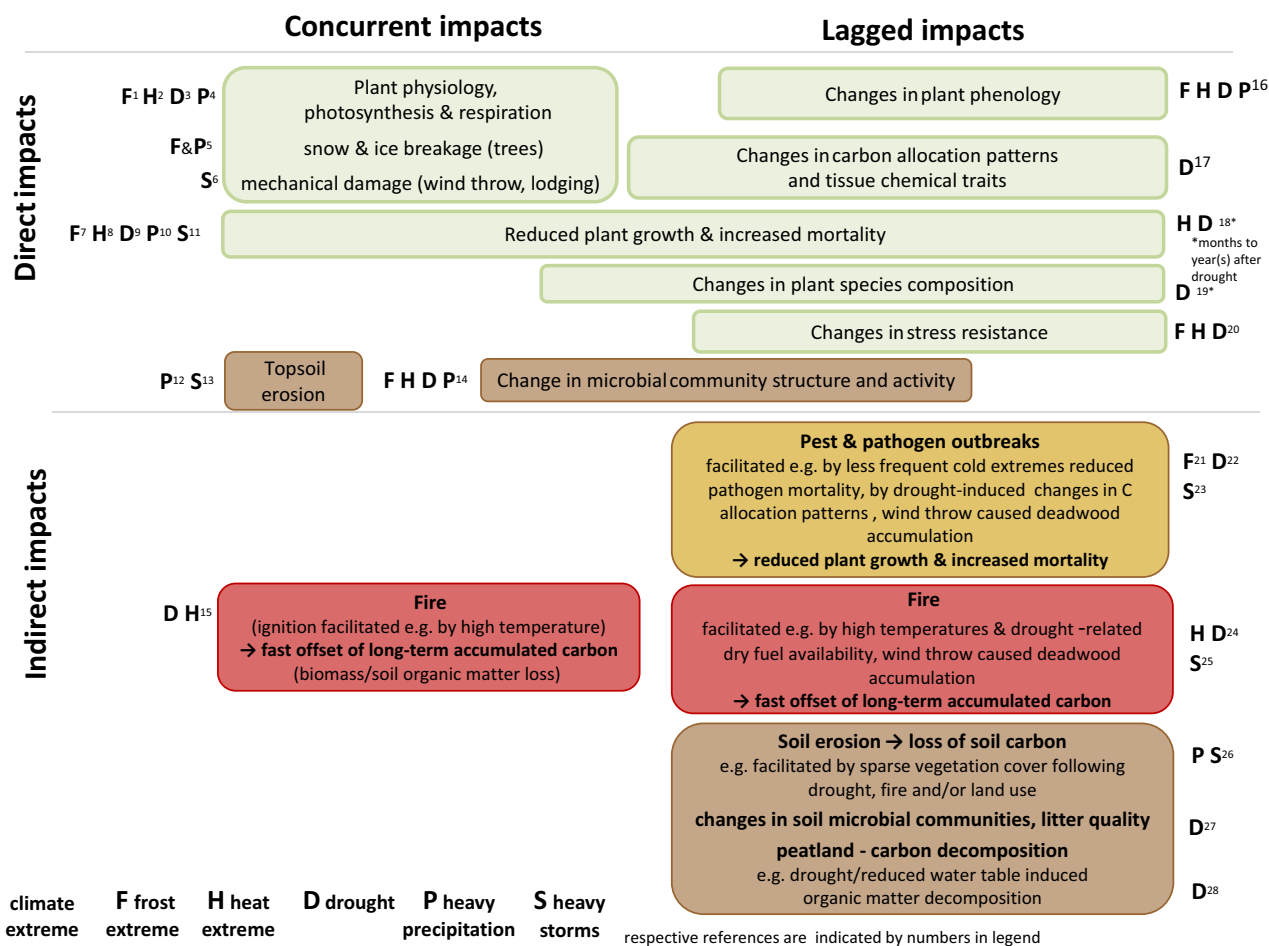 Concurrent impacts
Lagged impacts
Direct impacts
F1 H2 D3 P4
Plant physiology,
photosynthesis & respiration
F&P5
snow & ice breakage (trees)
S6
mechanical damage (wind throw, lodging)
Changes in plant phenology
F H D P16
Changes in carbon allocation patterns
and tissue chemical traits
D17
F7 H8 D9 P10 S11
Reduced plant growth & increased mortality
H D 18*
*months to
year(s) after
drought
Changes in plant species composition
D 19*
Changes in stress resistance
F H D20
P12 S13
Topsoil
erosion
F H D P14
Change in microbial community structure and activity
Indirect impacts
Pest & pathogen outbreaks
facilitated e.g. by less frequent cold extremes reduced
pathogen mortality, by drought-induced changes in C
allocation patterns , wind throw caused deadwood
accumulation
→ reduced plant growth & increased mortality
F21 D22
S23
D H15
Fire
(ignition facilitated e.g. by high temperature)
→ fast offset of long-term accumulated carbon
(biomass/soil organic matter loss)
Fire
facilitated e.g. by high temperatures & drought –related
dry fuel availability, wind throw caused deadwood
accumulation
→ fast offset of long-term accumulated carbon
H D24
S25
Soil erosion → loss of soil carbon
e.g. facilitated by sparse vegetation cover following
drought, fire and/or land use
P S26
changes in soil microbial communities, litter quality
D27
peatland - carbon decomposition
e.g. drought/reduced water table induced
organic matter decomposition
D28
climate
extreme
F frost
extreme
H heat
extreme
D drought
P heavy
precipitation
S heavy
storms
respective references are indicated by numbers in legend